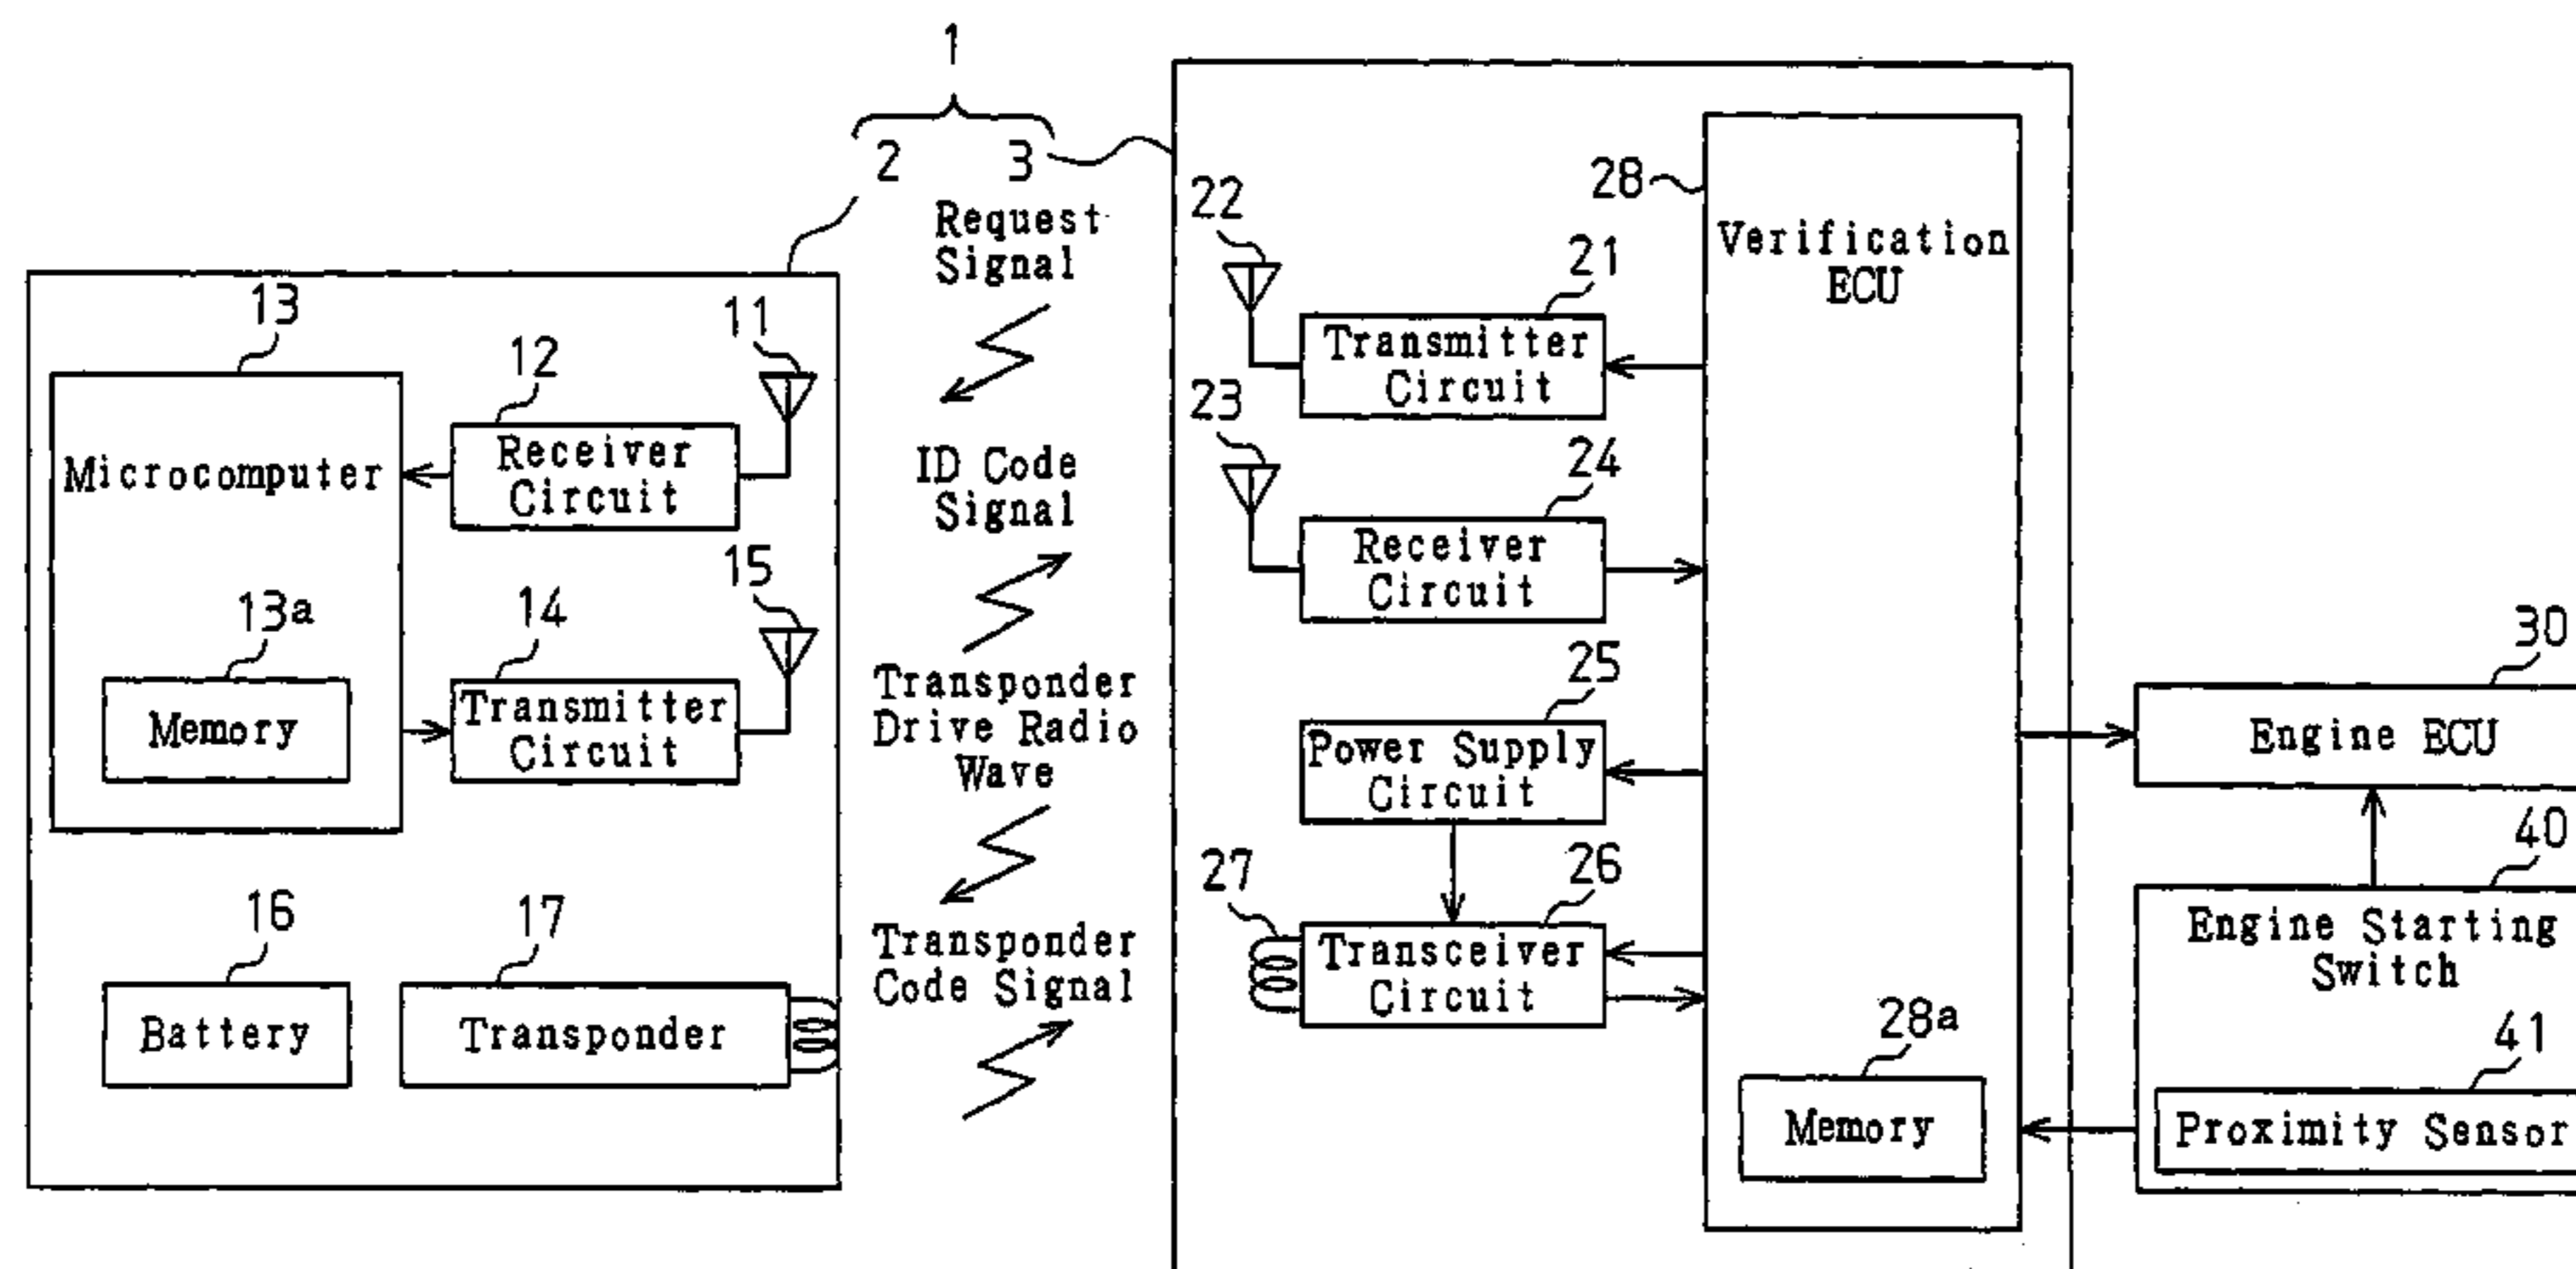 1
2
3
13
12
11
Microcomputer
Receiver
Circuit
13a
14
15
Memory
Transmitter
Circuit
16
17
Battery
Transponder
Request
Signal
ID Code
Signal
Transponder
Drive Radio
Wave
Transponder
Code Signal
22
21
Transmitter
Circuit
23
24
Receiver
Circuit
25
Power Supply
Circuit
27
26
Transceiver
Circuit
28
Verification
ECU
28a
Memory
30
Engine ECU
40
Engine Starting
Switch
41
Proximity Sensor